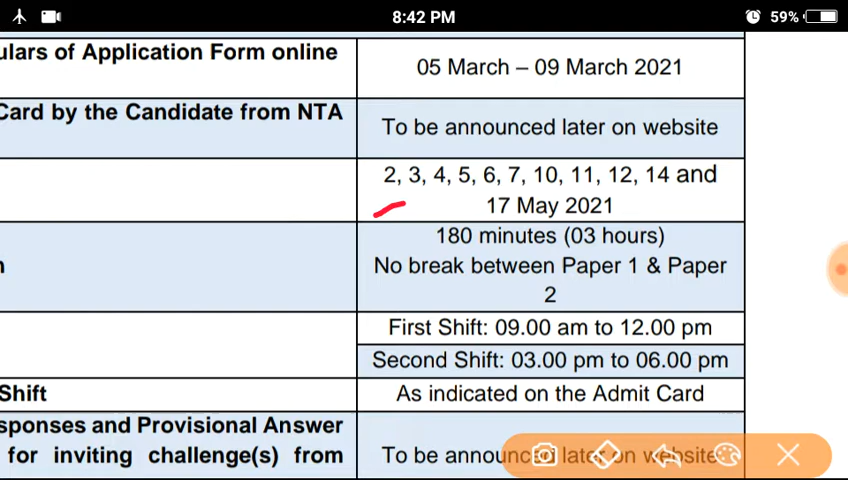 8:42 PM
59%
ulars of Application Form online
05 March – 09 March 2021
Card by the Candidate from NTA
To be announced later on website
2, 3, 4, 5, 6, 7, 10, 11, 12, 14 and
17 May 2021
n
180 minutes (03 hours)
No break between Paper 1 & Paper
2
First Shift: 09.00 am to 12.00 pm
Second Shift: 03.00 pm to 06.00 pm
Shift
As indicated on the Admit Card
sponses and Provisional Answer
for inviting challenge(s) from
To be announced later on website